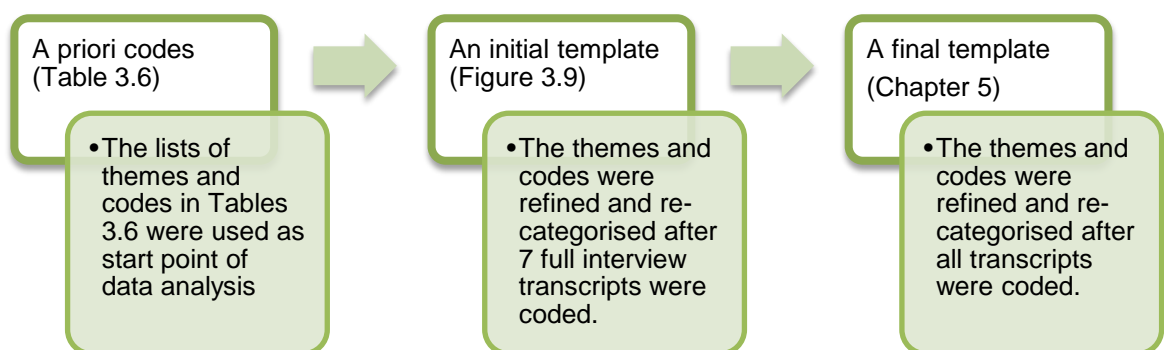 A priori codes
(Table 3.6)
•The lists of
themes and
codes in Tables
3.6 were used as
start point of
data analysis
An initial template
(Figure 3.9)
•The themes and
codes were
refined and re-
categorised after
7 full interview
transcripts were
coded.
A final template
(Chapter 5)
•The themes and
codes were
refined and re-
categorised after
all transcripts
were coded.